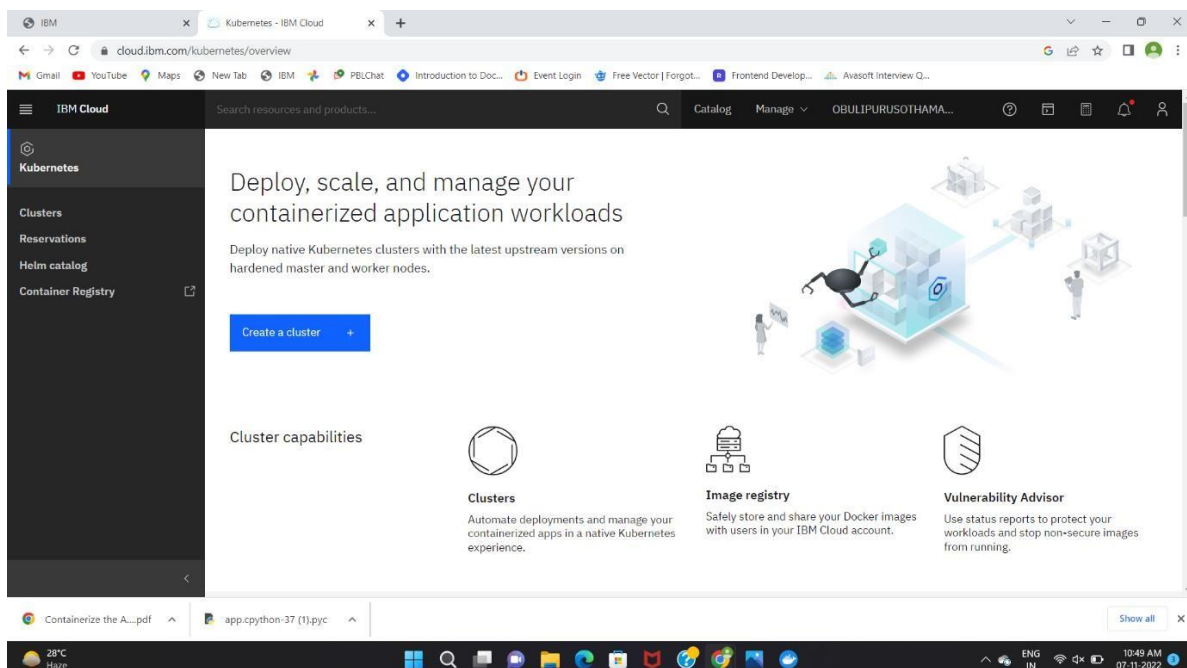 IBM
Kubernetes - IBM Cloud
cloud.ibm.com/kubernetes/overview
Gmail YouTube Maps New Tab IBM PBLChat Introduction to Doc... Event Login Free Vector | Forgot... Frontend Develop... Avasoft Interview Q...
IBM Cloud
Search resources and products...
Catalog Manage OBULIPURUSOTHAMA...
Kubernetes
Clusters
Reservations
Helm catalog
Container Registry
Deploy, scale, and manage your
containerized application workloads
Deploy native Kubernetes clusters with the latest upstream versions on
hardened master and worker nodes.
Create a cluster +
Cluster capabilities
Clusters
Automate deployments and manage your
containerized apps in a native Kubernetes
experience.
Image registry
Safely store and share your Docker images
with users in your IBM Cloud account.
Vulnerability Advisor
Use status reports to protect your
workloads and stop non-secure images
from running.
Containerize the A....pdf
app.cpython-37 (1).pyc
Show all
28°C
Haze
ENG
IN
10:49 AM
07-11-2022
3